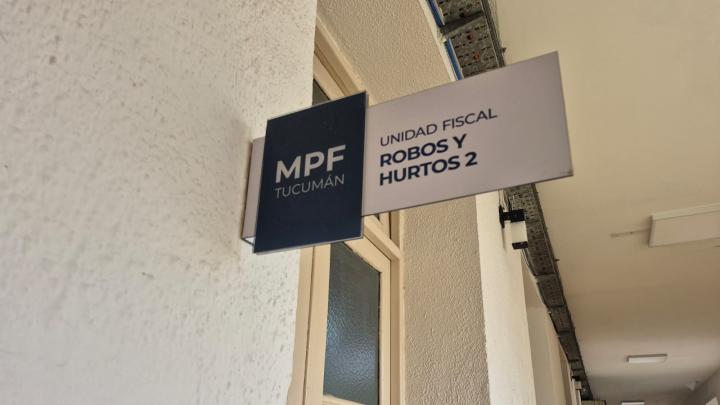 MPF
TUCUMÁN
UNIDAD FISCAL
ROBOS Y
HURTOS 2